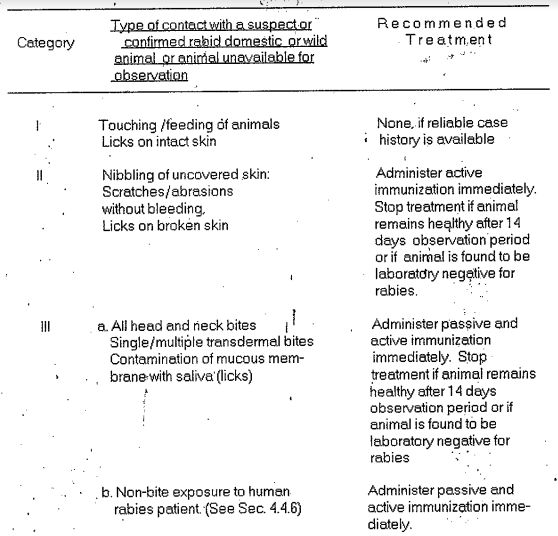 Category
Type of contact with a suspect or
confirmed rabid domestic or wild
animal or animal unavailable for
observation
Recommended
Treatment
I
Touching /feeding of animals
Licks on intact skin
None, if reliable case
history is available
II
Nibbling of uncovered skin:
Scratches/abrasions
without bleeding,
Licks on broken skin
Administer active
immunization immediately.
Stop treatment if animal
remains healthy after 14
days observation period
or if animal is found to be
laboratory negative for
rabies.
III
a. All head and neck bites
Single/multiple transdermal bites
Contamination of mucous mem-
brane with saliva (licks)
Administer passive and
active immunization
immediately. Stop
treatment if animal remains
healthy after 14 days
observation period or if
animal is found to be
laboratory negative for
rabies
b. Non-bite exposure to human
rabies patient. (See Sec. 4.4.6)
Administer passive and
active immunization imme-
diately.